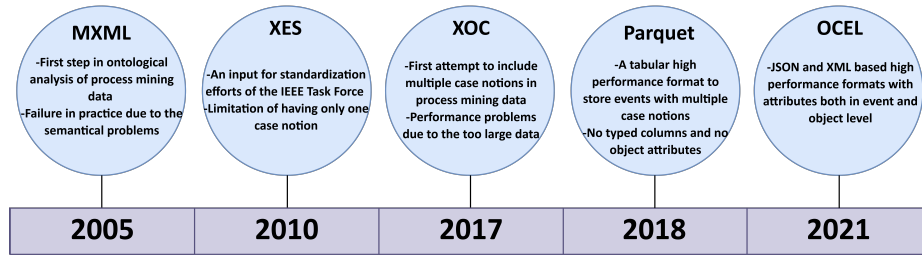 MXML
-First step in ontological
analysis of process mining
data
-Failure in practice due to the
semantical problems
XES
-An input for standardization
efforts of the IEEE Task Force
-Limitation of having only one
case notion
XOC
-First attempt to include
multiple case notions in
process mining data
-Performance problems
due to the too large data
Parquet
-A tabular high
performance format to
store events with multiple
case notions
-No typed columns and no
object attributes
OCEL
-JSON and XML based high
performance formats with
attributes both in event and
object level
2005
2010
2017
2018
2021